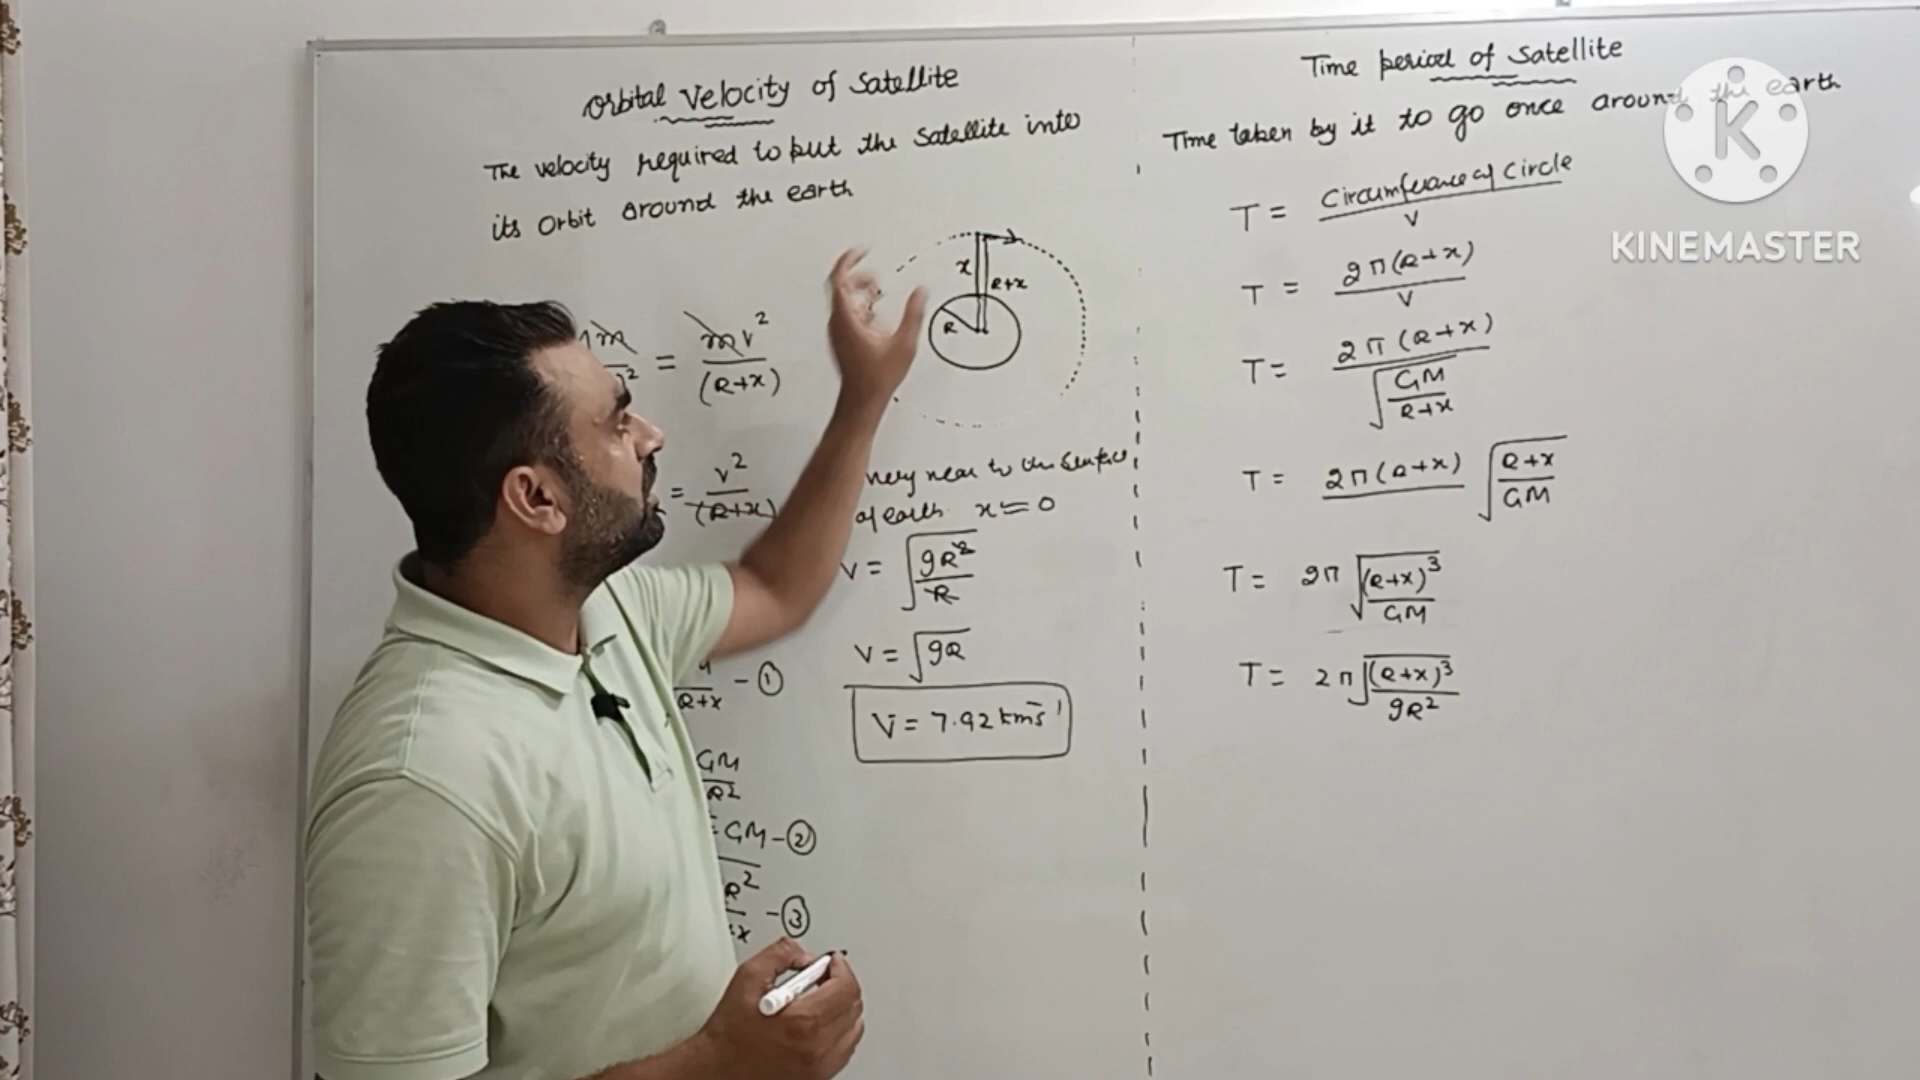 Orbital Velocity of Satellite
The velocity required to put the satellite into
its orbit around the earth
m/()² = mv²/(R+x)
= v²/(R+x)
/R+x - ①
GM/R²
= GM - ②
R²/+x - ③
x
R+x
R
very near to the surface
of earth x = 0
V = √(gR²/R)
V = √gR
V = 7.92 kms⁻¹
Time period of Satellite
Time taken by it to go once around the earth
T = Circumference of Circle/V
T = 2π(R+x)/V
T = 2π(R+x)/√(GM/R+x)
T = 2π(R+x) √(R+x/GM)
T = 2π √((R+x)³/GM)
T = 2π √((R+x)³/gR²)
K
KINEMASTER